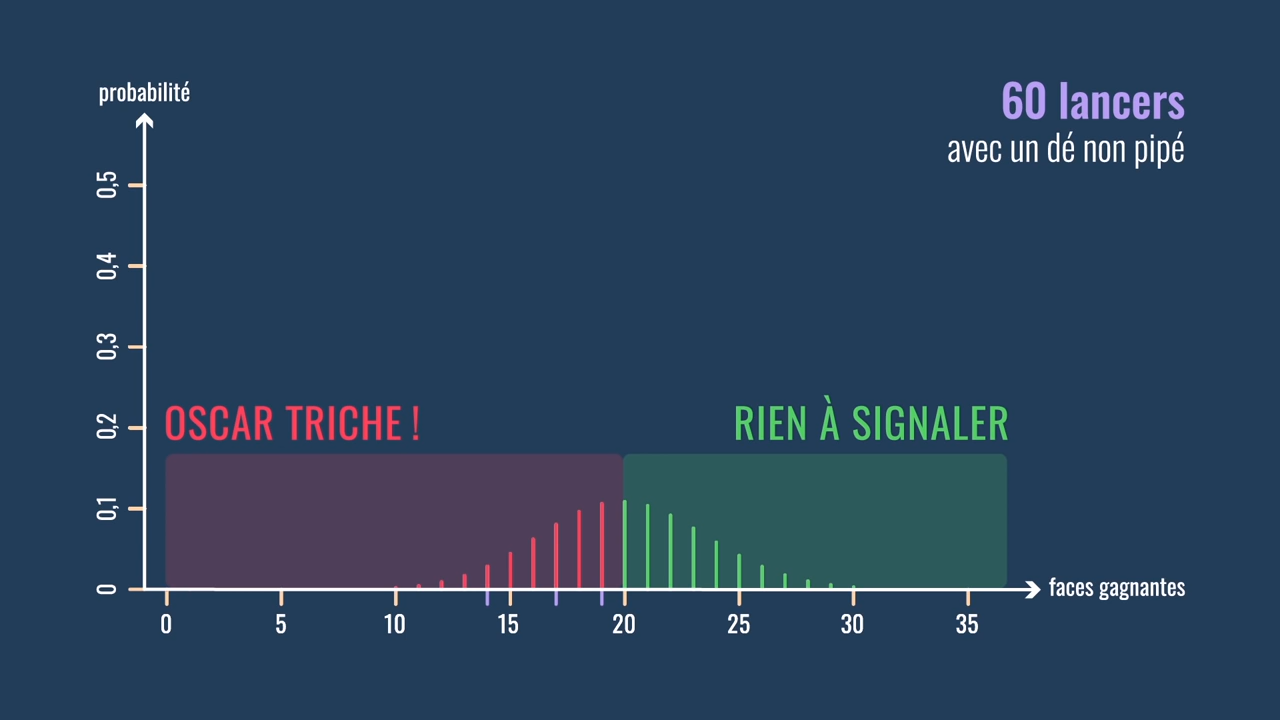 probabilité
60 lancers
avec un dé non pipé
0,5
0,4
0,3
0,2
0,1
0
OSCAR TRICHE !
RIEN À SIGNALER
faces gagnantes
0 5 10 15 20 25 30 35